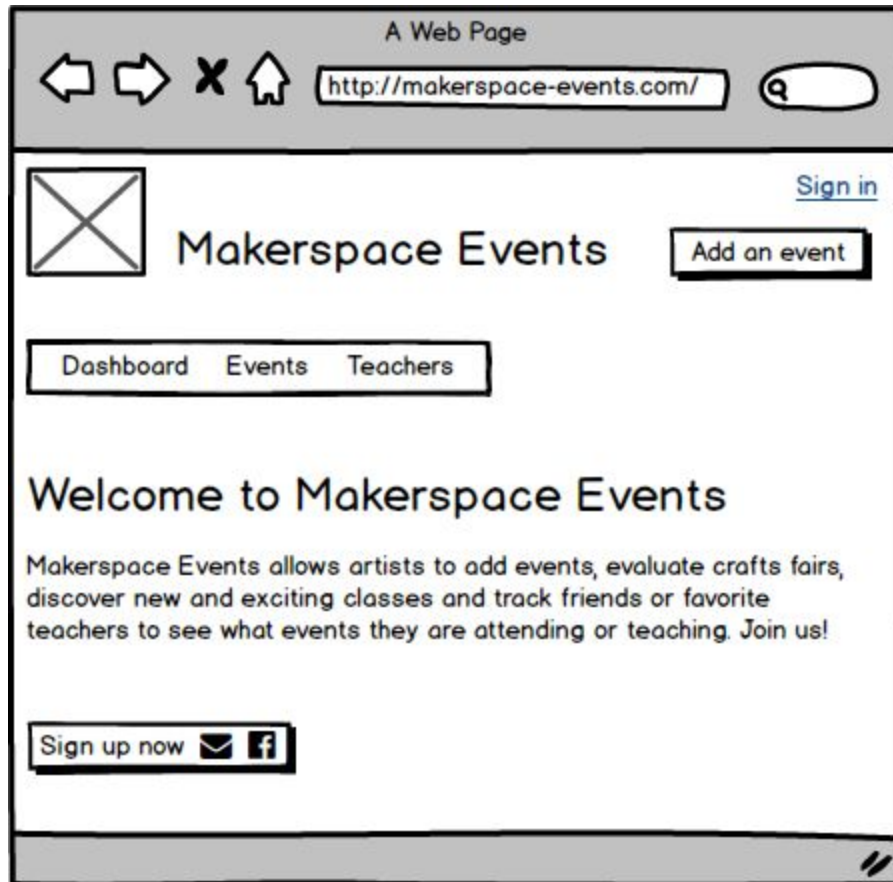 A Web Page
http://makerspace-events.com/
Sign in
Makerspace Events
Add an event
Dashboard Events Teachers
Welcome to Makerspace Events
Makerspace Events allows artists to add events, evaluate crafts fairs,
discover new and exciting classes and track friends or favorite
teachers to see what events they are attending or teaching. Join us!
Sign up now